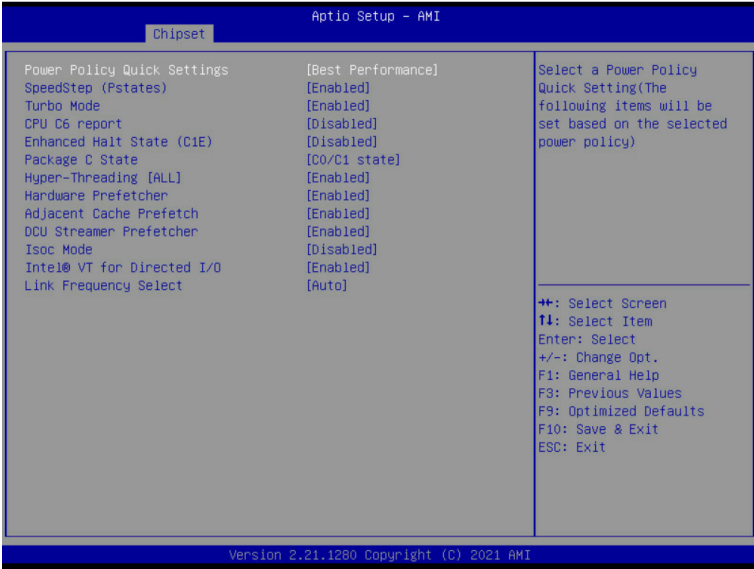 Aptio Setup – AMI
Chipset
Power Policy Quick Settings [Best Performance]
SpeedStep (Pstates) [Enabled]
Turbo Mode [Enabled]
CPU C6 report [Disabled]
Enhanced Halt State (C1E) [Disabled]
Package C State [C0/C1 state]
Hyper-Threading [ALL] [Enabled]
Hardware Prefetcher [Enabled]
Adjacent Cache Prefetch [Enabled]
DCU Streamer Prefetcher [Enabled]
Isoc Mode [Disabled]
Intel® VT for Directed I/O [Enabled]
Link Frequency Select [Auto]
Select a Power Policy
Quick Setting(The
following items will be
set based on the selected
power policy)
→←: Select Screen
↑↓: Select Item
Enter: Select
+/-: Change Opt.
F1: General Help
F3: Previous Values
F9: Optimized Defaults
F10: Save & Exit
ESC: Exit
Version 2.21.1280 Copyright (C) 2021 AMI